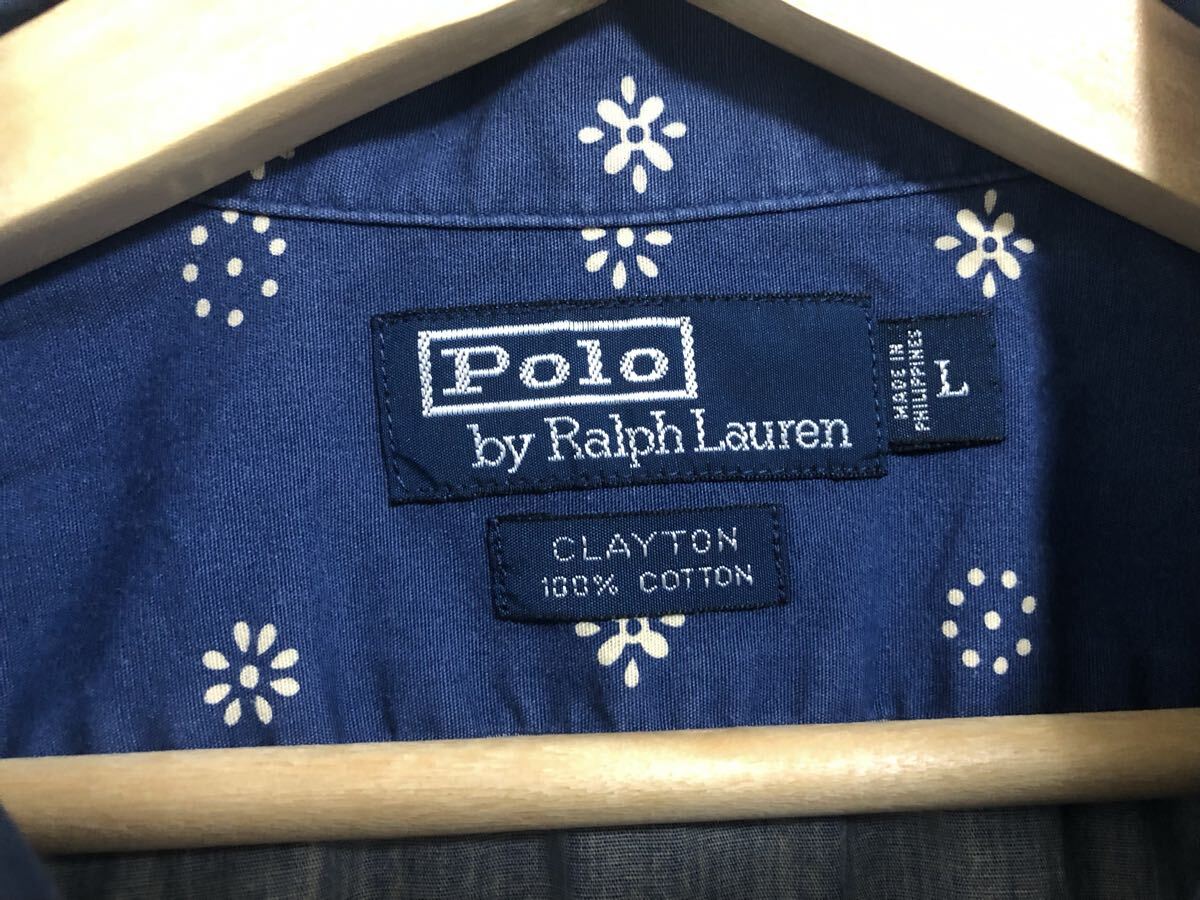 Polo
by Ralph Lauren
MADE IN
PHILIPPINES
L
CLAYTON
100% COTTON